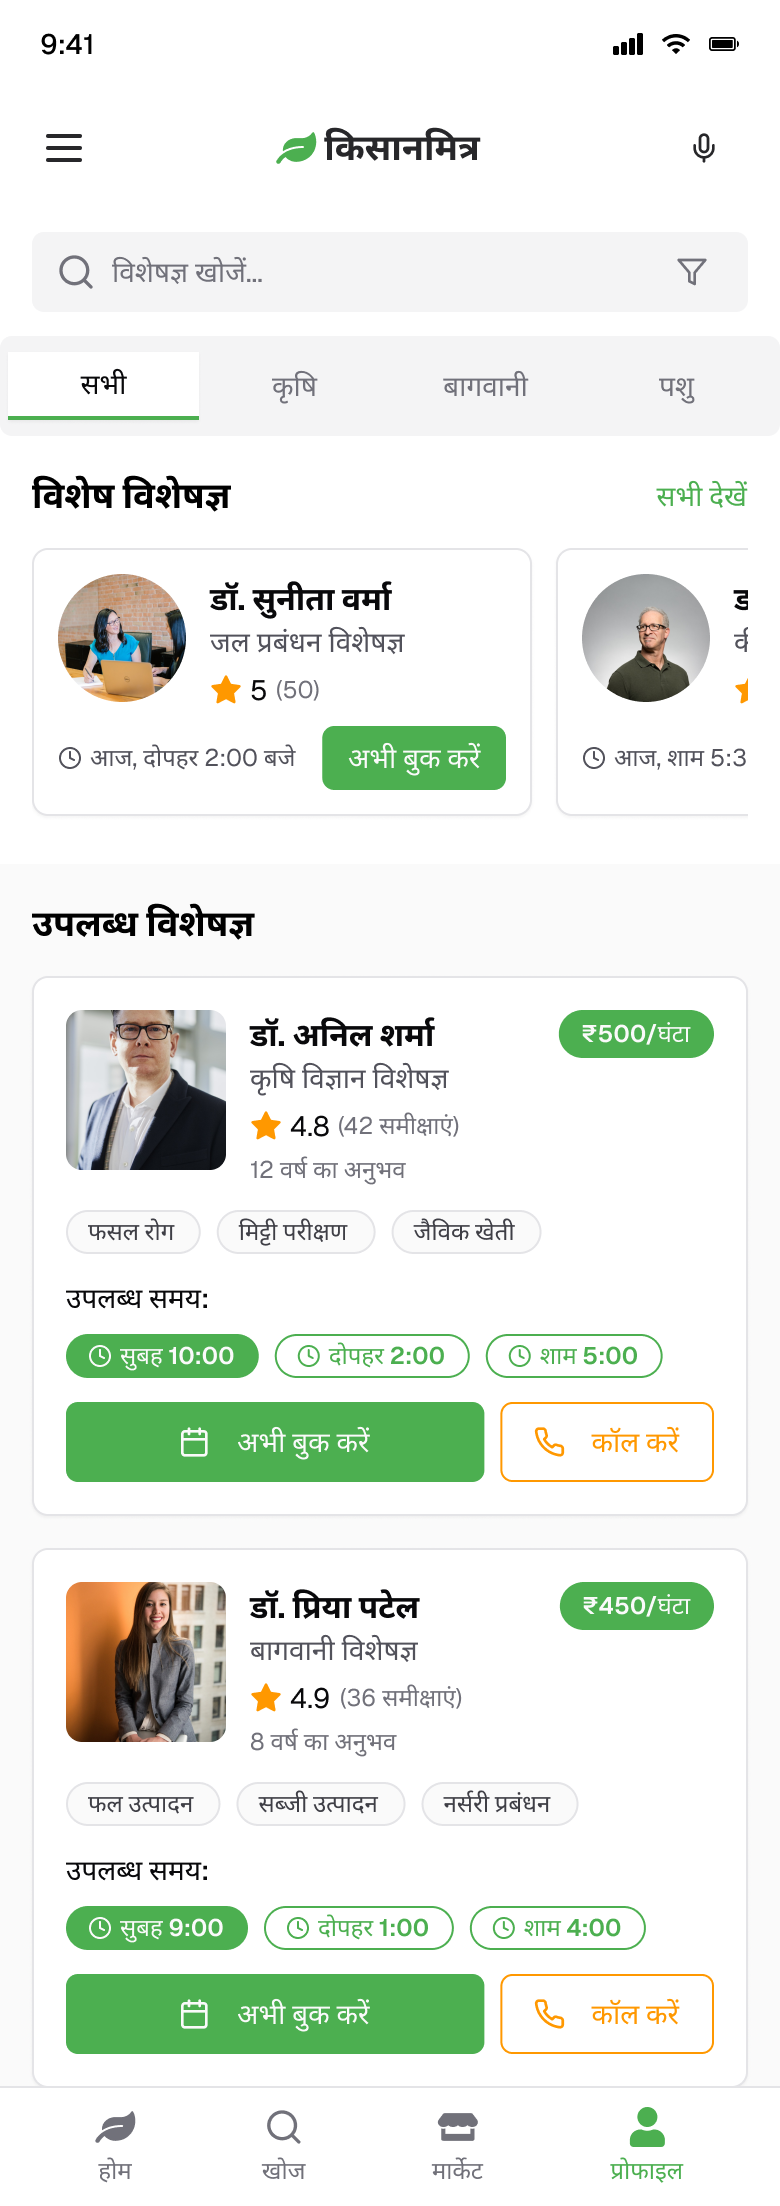 9:41
किसानमित्र
विशेषज्ञ खोजें...
सभी कृषि बागवानी पशु
विशेष विशेषज्ञ सभी देखें
डॉ. सुनीता वर्मा
जल प्रबंधन विशेषज्ञ
5 (50)
आज, दोपहर 2:00 बजे अभी बुक करें
आज, शाम 5:3
उपलब्ध विशेषज्ञ
डॉ. अनिल शर्मा ₹500/घंटा
कृषि विज्ञान विशेषज्ञ
4.8 (42 समीक्षाएं)
12 वर्ष का अनुभव
फसल रोग मिट्टी परीक्षण जैविक खेती
उपलब्ध समय:
सुबह 10:00 दोपहर 2:00 शाम 5:00
अभी बुक करें कॉल करें
डॉ. प्रिया पटेल ₹450/घंटा
बागवानी विशेषज्ञ
4.9 (36 समीक्षाएं)
8 वर्ष का अनुभव
फल उत्पादन सब्जी उत्पादन नर्सरी प्रबंधन
उपलब्ध समय:
सुबह 9:00 दोपहर 1:00 शाम 4:00
अभी बुक करें कॉल करें
होम खोज मार्केट प्रोफाइल